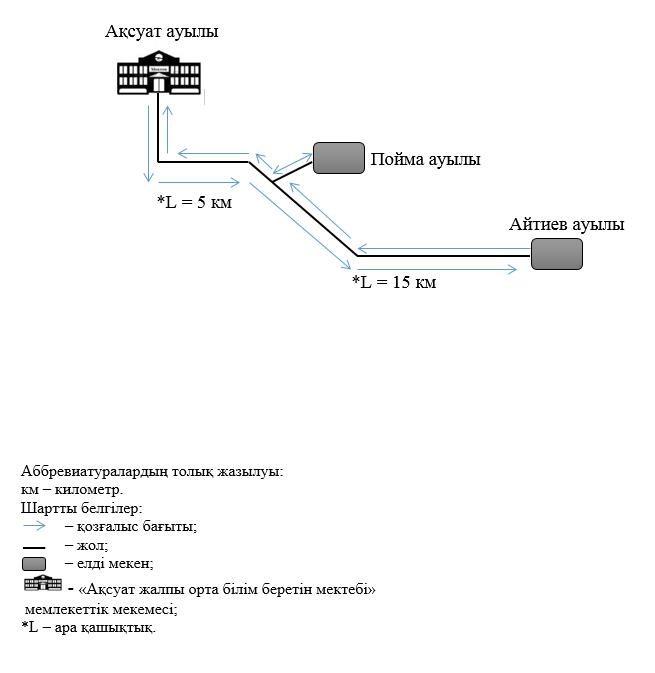 Ақсуат ауылы
Пойма ауылы
*L = 5 км
Айтиев ауылы
*L = 15 км
Аббревиатуралардың толық жазылуы:
км – километр.
Шартты белгілер:
– қозғалыс бағыты;
– жол;
– елді мекен;
- «Ақсуат жалпы орта білім беретін мектебі»
мемлекеттік мекемесі;
*L – ара қашықтық.